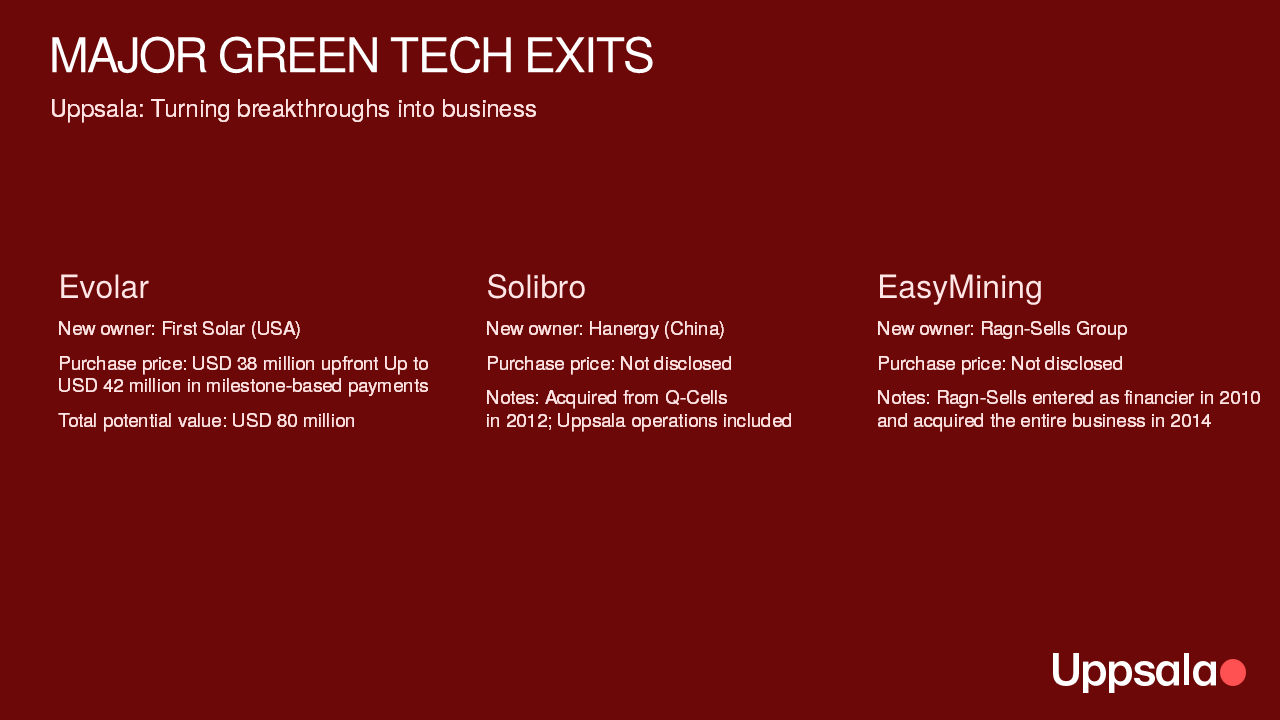 MAJOR GREEN TECH EXITS
Uppsala: Turning breakthroughs into business
Evolar
New owner: First Solar (USA)
Purchase price: USD 38 million upfront Up to
USD 42 million in milestone-based payments
Total potential value: USD 80 million
Solibro
New owner: Hanergy (China)
Purchase price: Not disclosed
Notes: Acquired from Q-Cells
in 2012; Uppsala operations included
EasyMining
New owner: Ragn-Sells Group
Purchase price: Not disclosed
Notes: Ragn-Sells entered as financier in 2010
and acquired the entire business in 2014
Uppsala